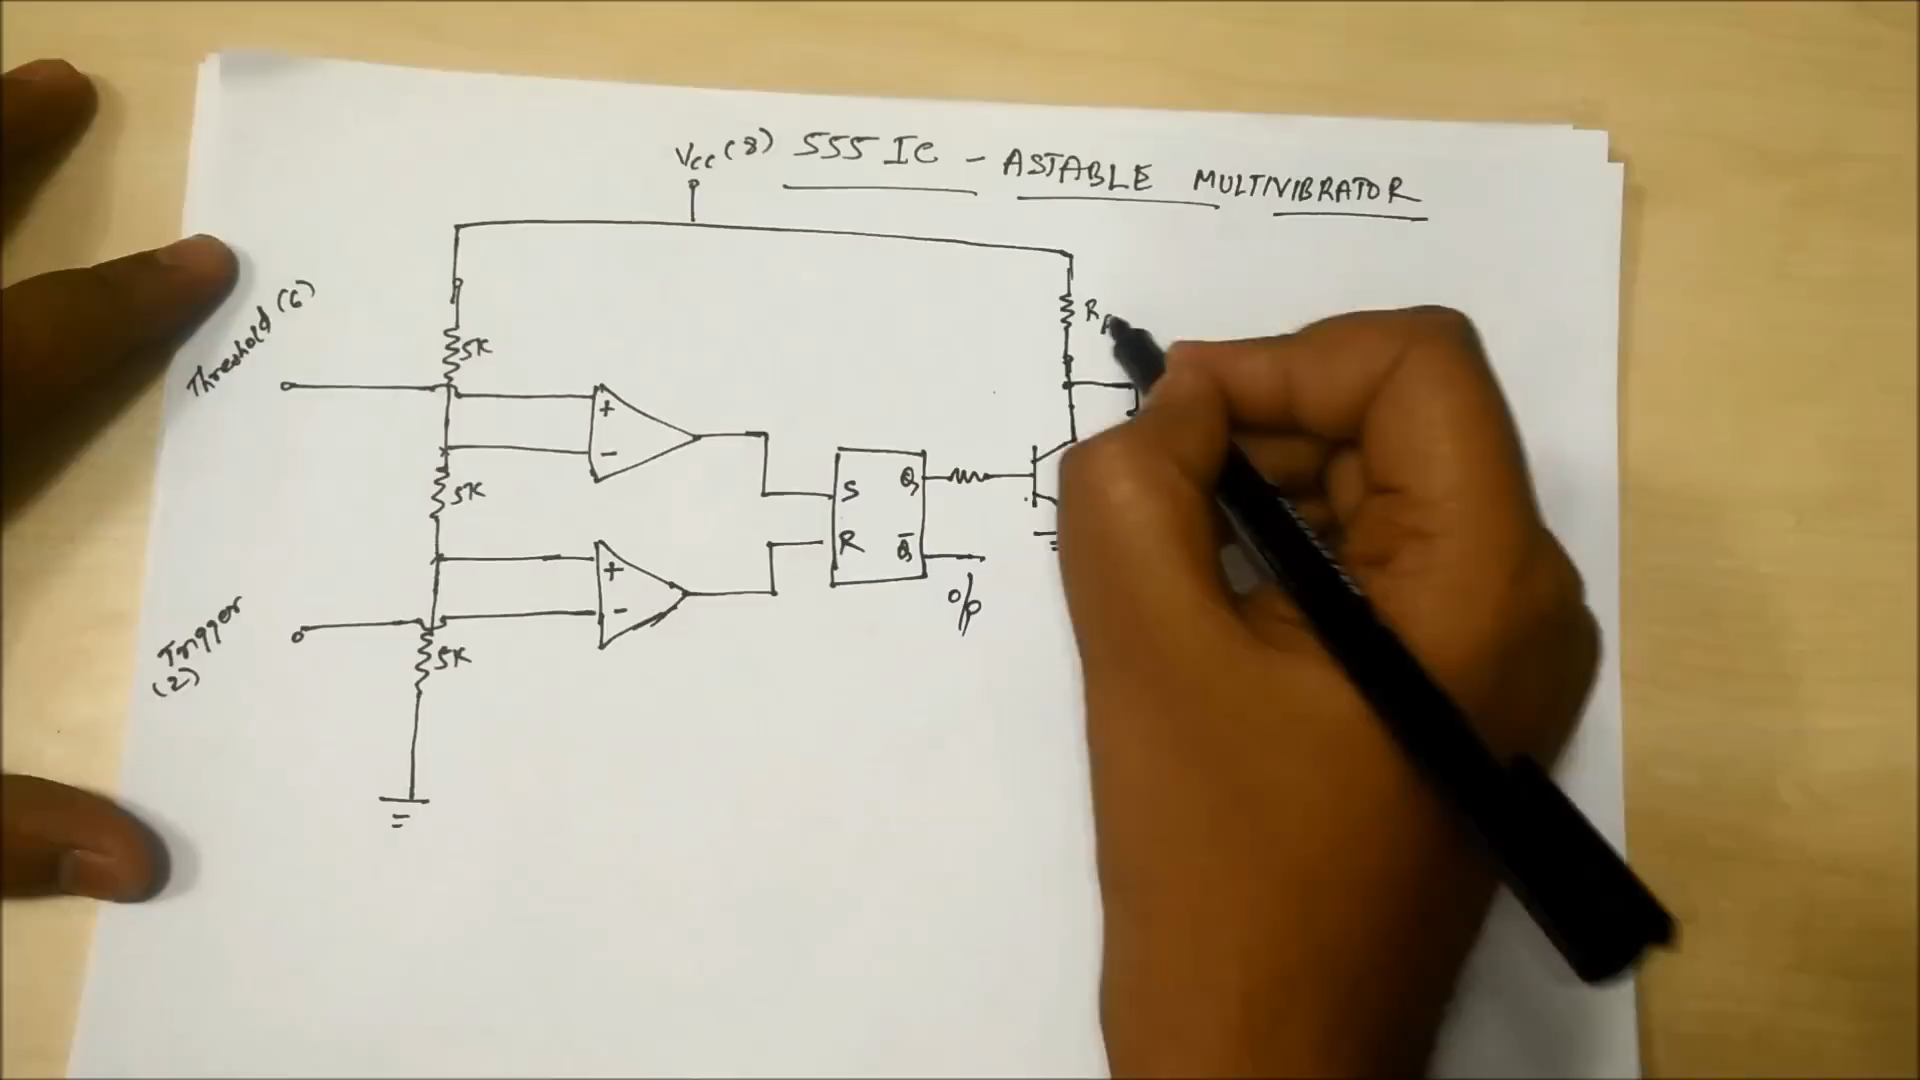 Vcc (8) 555 IC - ASTABLE MULTIVIBRATOR
Threshold (6)
5K
R
+
-
5K
S Q
R Q̅
+
-
O/P
Trigger
(2)
5K